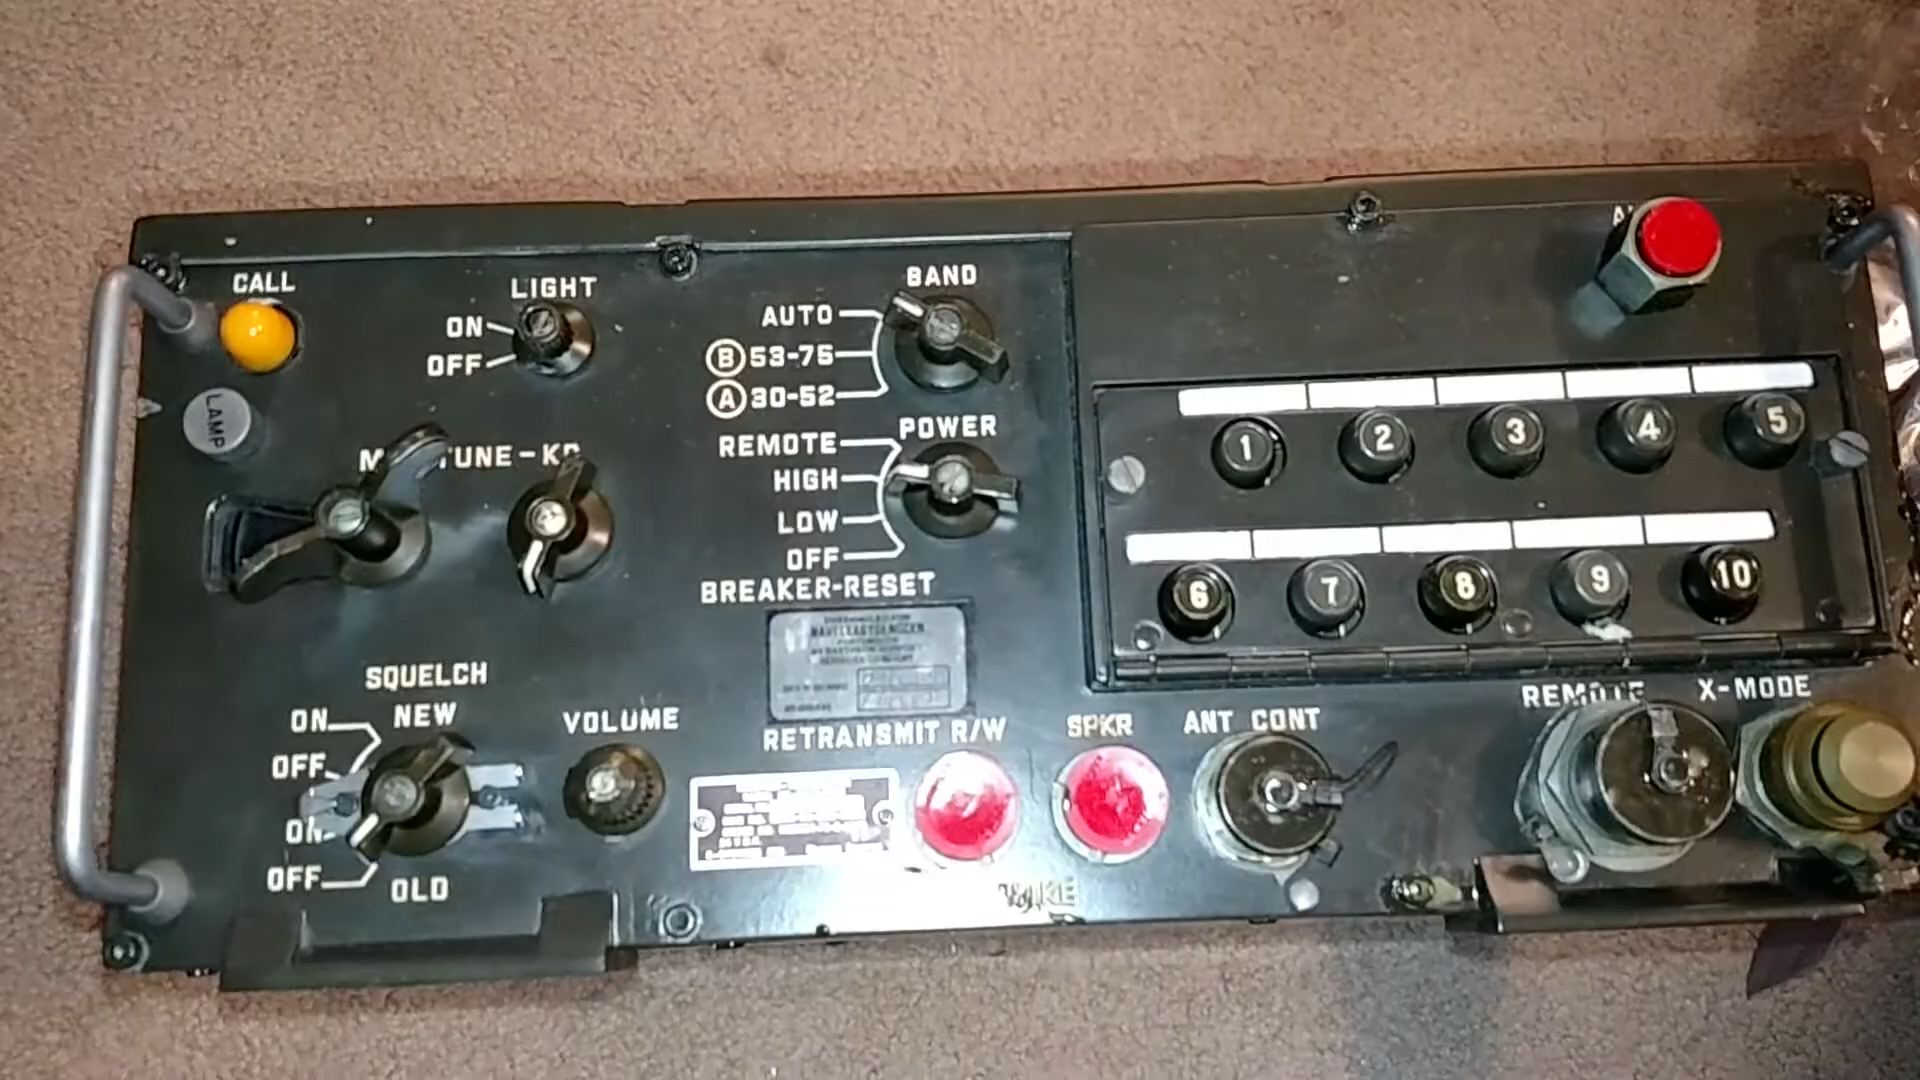 CALL
LIGHT
ON
OFF
LAMP
BAND
AUTO
B 53-75
A 30-52
POWER
REMOTE
HIGH
LOW
OFF
BREAKER-RESET
1 2 3 4 5
6 7 8 9 10
SQUELCH
NEW
ON
OFF
ON
OFF
OLD
VOLUME
RETRANSMIT R/W
SPKR
ANT CONT
REMOTE
X-MODE